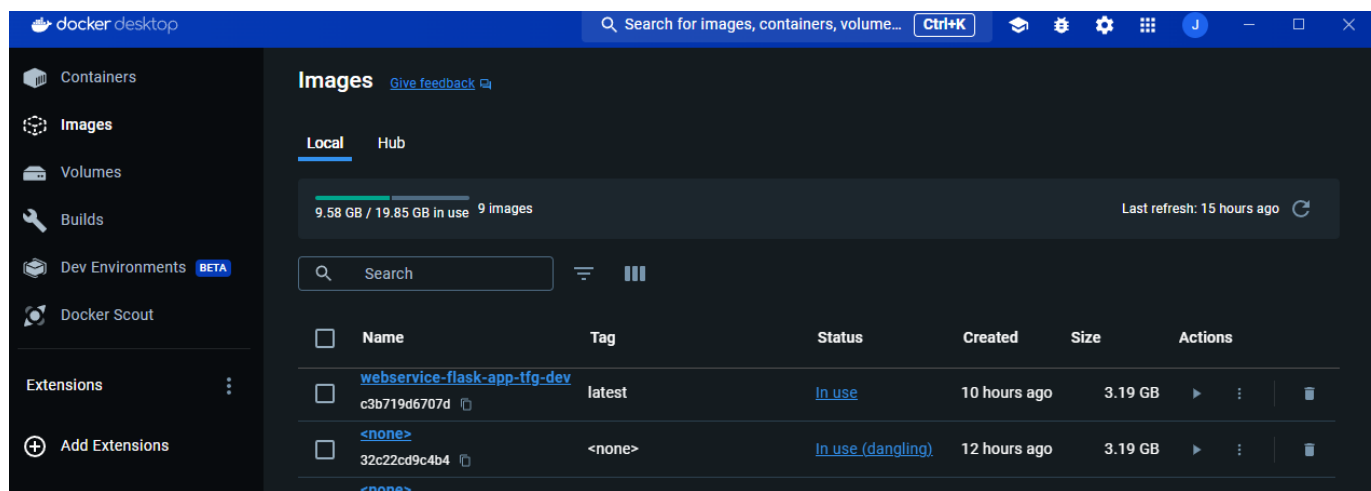 docker desktop
Search for images, containers, volume... Ctrl+K
J
Containers
Images
Volumes
Builds
Dev Environments BETA
Docker Scout
Extensions
Add Extensions
Images Give feedback
Local Hub
9.58 GB / 19.85 GB in use 9 images
Last refresh: 15 hours ago
Search
Name Tag Status Created Size Actions
webservice-flask-app-tfg-dev
latest In use 10 hours ago 3.19 GB
c3b719d6707d
<none>
<none> In use (dangling) 12 hours ago 3.19 GB
32c22cd9c4b4
<none>